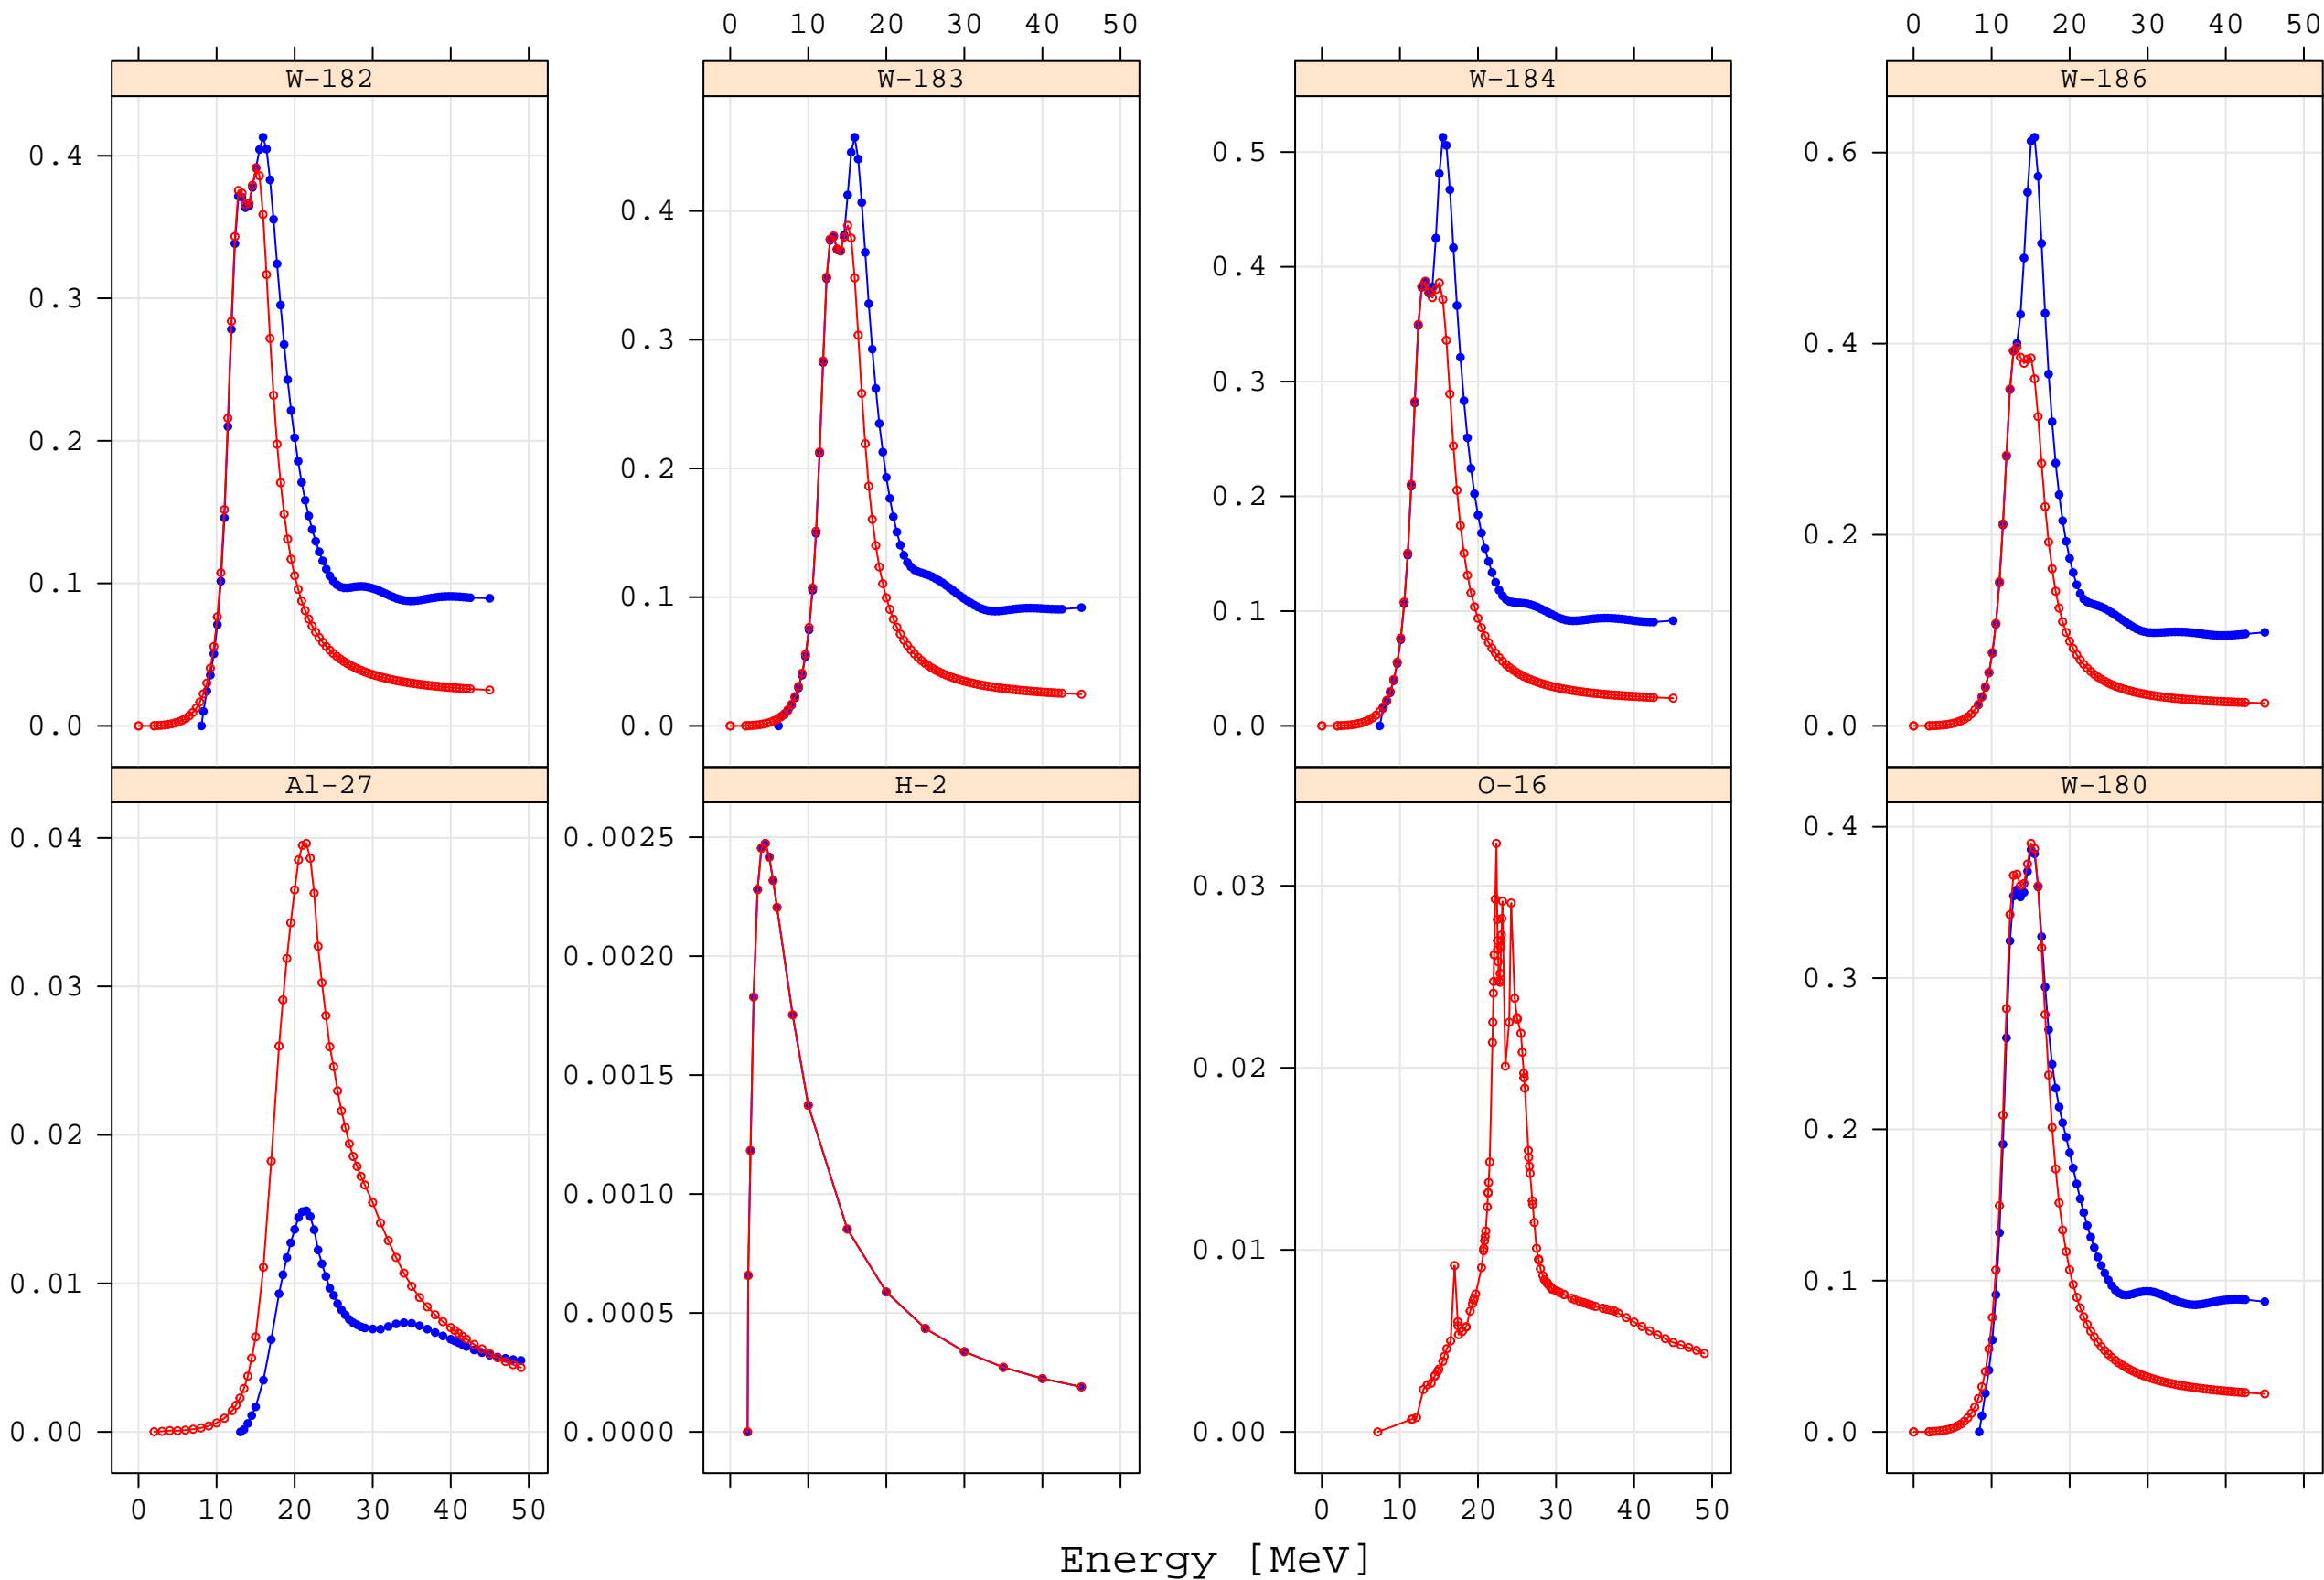 0 10 20 30 40 50 0 10 20 30 40 50
W-182 W-183 W-184 W-186
0.4 0.4 0.5 0.6
0.3 0.3 0.4 0.4
0.2 0.2 0.3 0.2
0.1 0.1 0.2 0.0
0.0 0.0 0.1
0.0
Al-27 H-2 O-16 W-180
0.04 0.0025 0.03 0.4
0.03 0.0020 0.02 0.3
0.02 0.0015 0.01 0.2
0.01 0.0010 0.00 0.1
0.00 0.0005 0.0
0.0000
0 10 20 30 40 50 0 10 20 30 40 50
Energy [MeV]